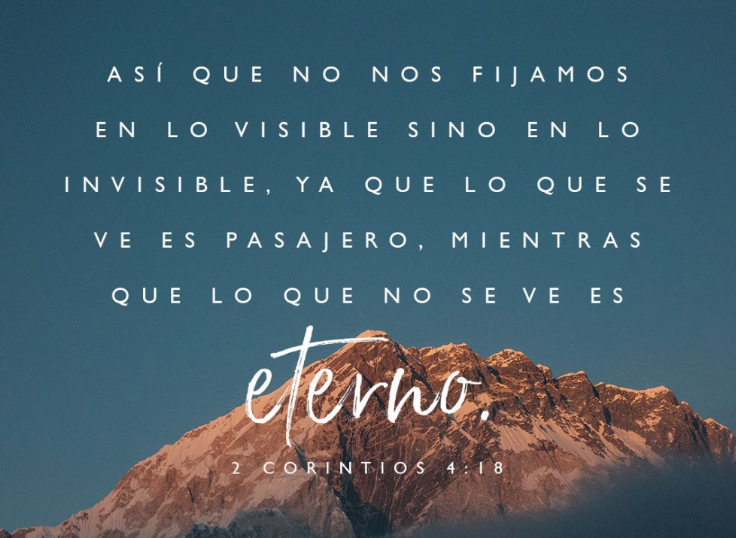 ASÍ QUE NO NOS FIJAMOS
EN LO VISIBLE SINO EN LO
INVISIBLE, YA QUE LO QUE SE
VE ES PASAJERO, MIENTRAS
QUE LO QUE NO SE VE ES
eterno.
2 CORINTIOS 4:18